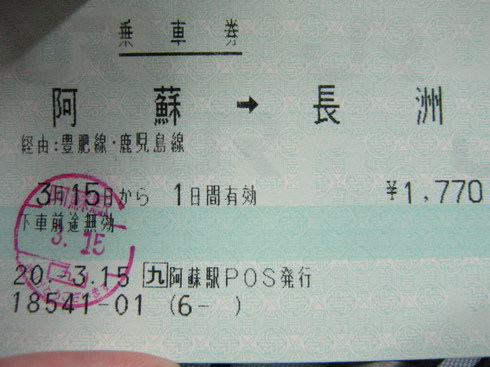 乗車券
阿蘇 → 長洲
経由:豊肥線・鹿児島線
3月15日から 1日間有効 ¥1,770
下車前途無効
3.15
20.-3.15 九阿蘇駅POS発行
18541-01 (6- )